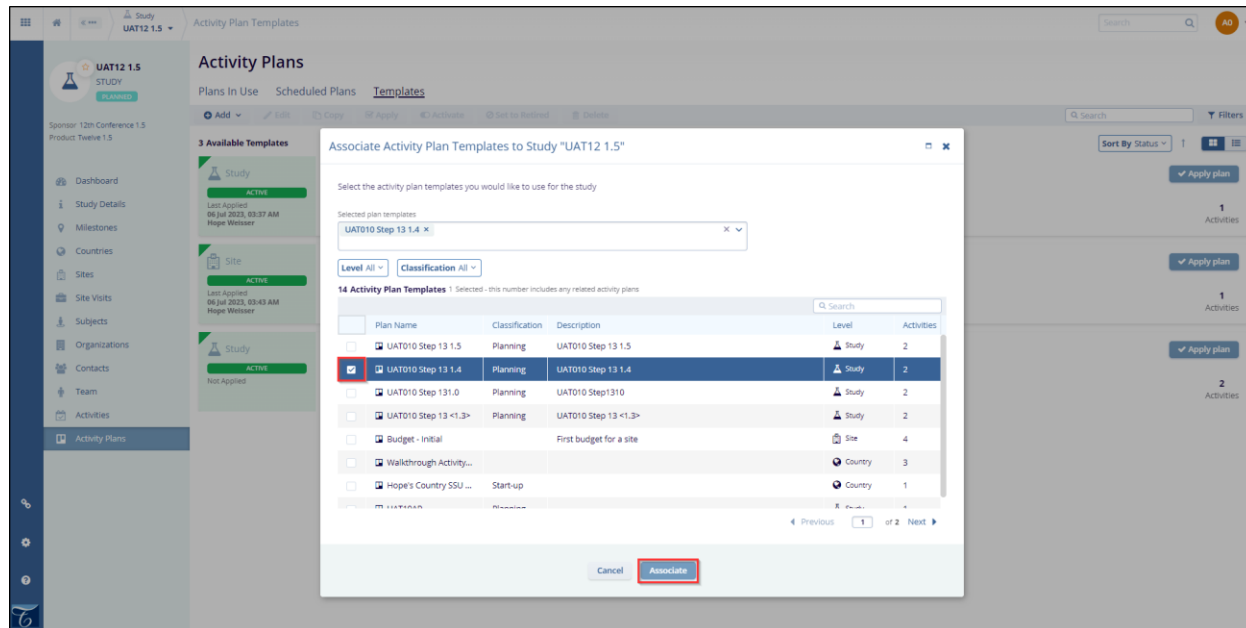 Study
UAT12 1.5
Activity Plan Templates
Search
AO
UAT12 1.5
STUDY
PLANNED
Sponsor 12th Conference 1.5
Product Twelve 1.5
Dashboard
Study Details
Milestones
Countries
Sites
Site Visits
Subjects
Organizations
Contacts
Team
Activities
Activity Plans
Activity Plans
Plans In Use Scheduled Plans Templates
Add Edit Copy Apply Activate Set to Retired Delete Search Filters
3 Available Templates
Sort By Status
Study
ACTIVE
Last Applied
06 Jul 2023, 03:37 AM
Hope Weisser
Apply plan
1
Activities
Site
ACTIVE
Last Applied
06 Jul 2023, 03:43 AM
Hope Weisser
Apply plan
1
Activities
Study
ACTIVE
Not Applied
Apply plan
2
Activities
Associate Activity Plan Templates to Study "UAT12 1.5"
Select the activity plan templates you would like to use for the study
Selected plan templates
UAT010 Step 13 1.4 ×
Level All Classification All
14 Activity Plan Templates 1 Selected - this number includes any related activity plans
Search
Plan Name Classification Description Level Activities
UAT010 Step 13 1.5 Planning UAT010 Step 13 1.5 Study 2
UAT010 Step 13 1.4 Planning UAT010 Step 13 1.4 Study 2
UAT010 Step 131.0 Planning UAT010 Step1310 Study 2
UAT010 Step 13 <1.3> Planning UAT010 Step 13 <1.3> Study 2
Budget - Initial First budget for a site Site 4
Walkthrough Activity... Country 3
Hope's Country SSU ... Start-up Country 1
Previous 1 of 2 Next
Cancel Associate